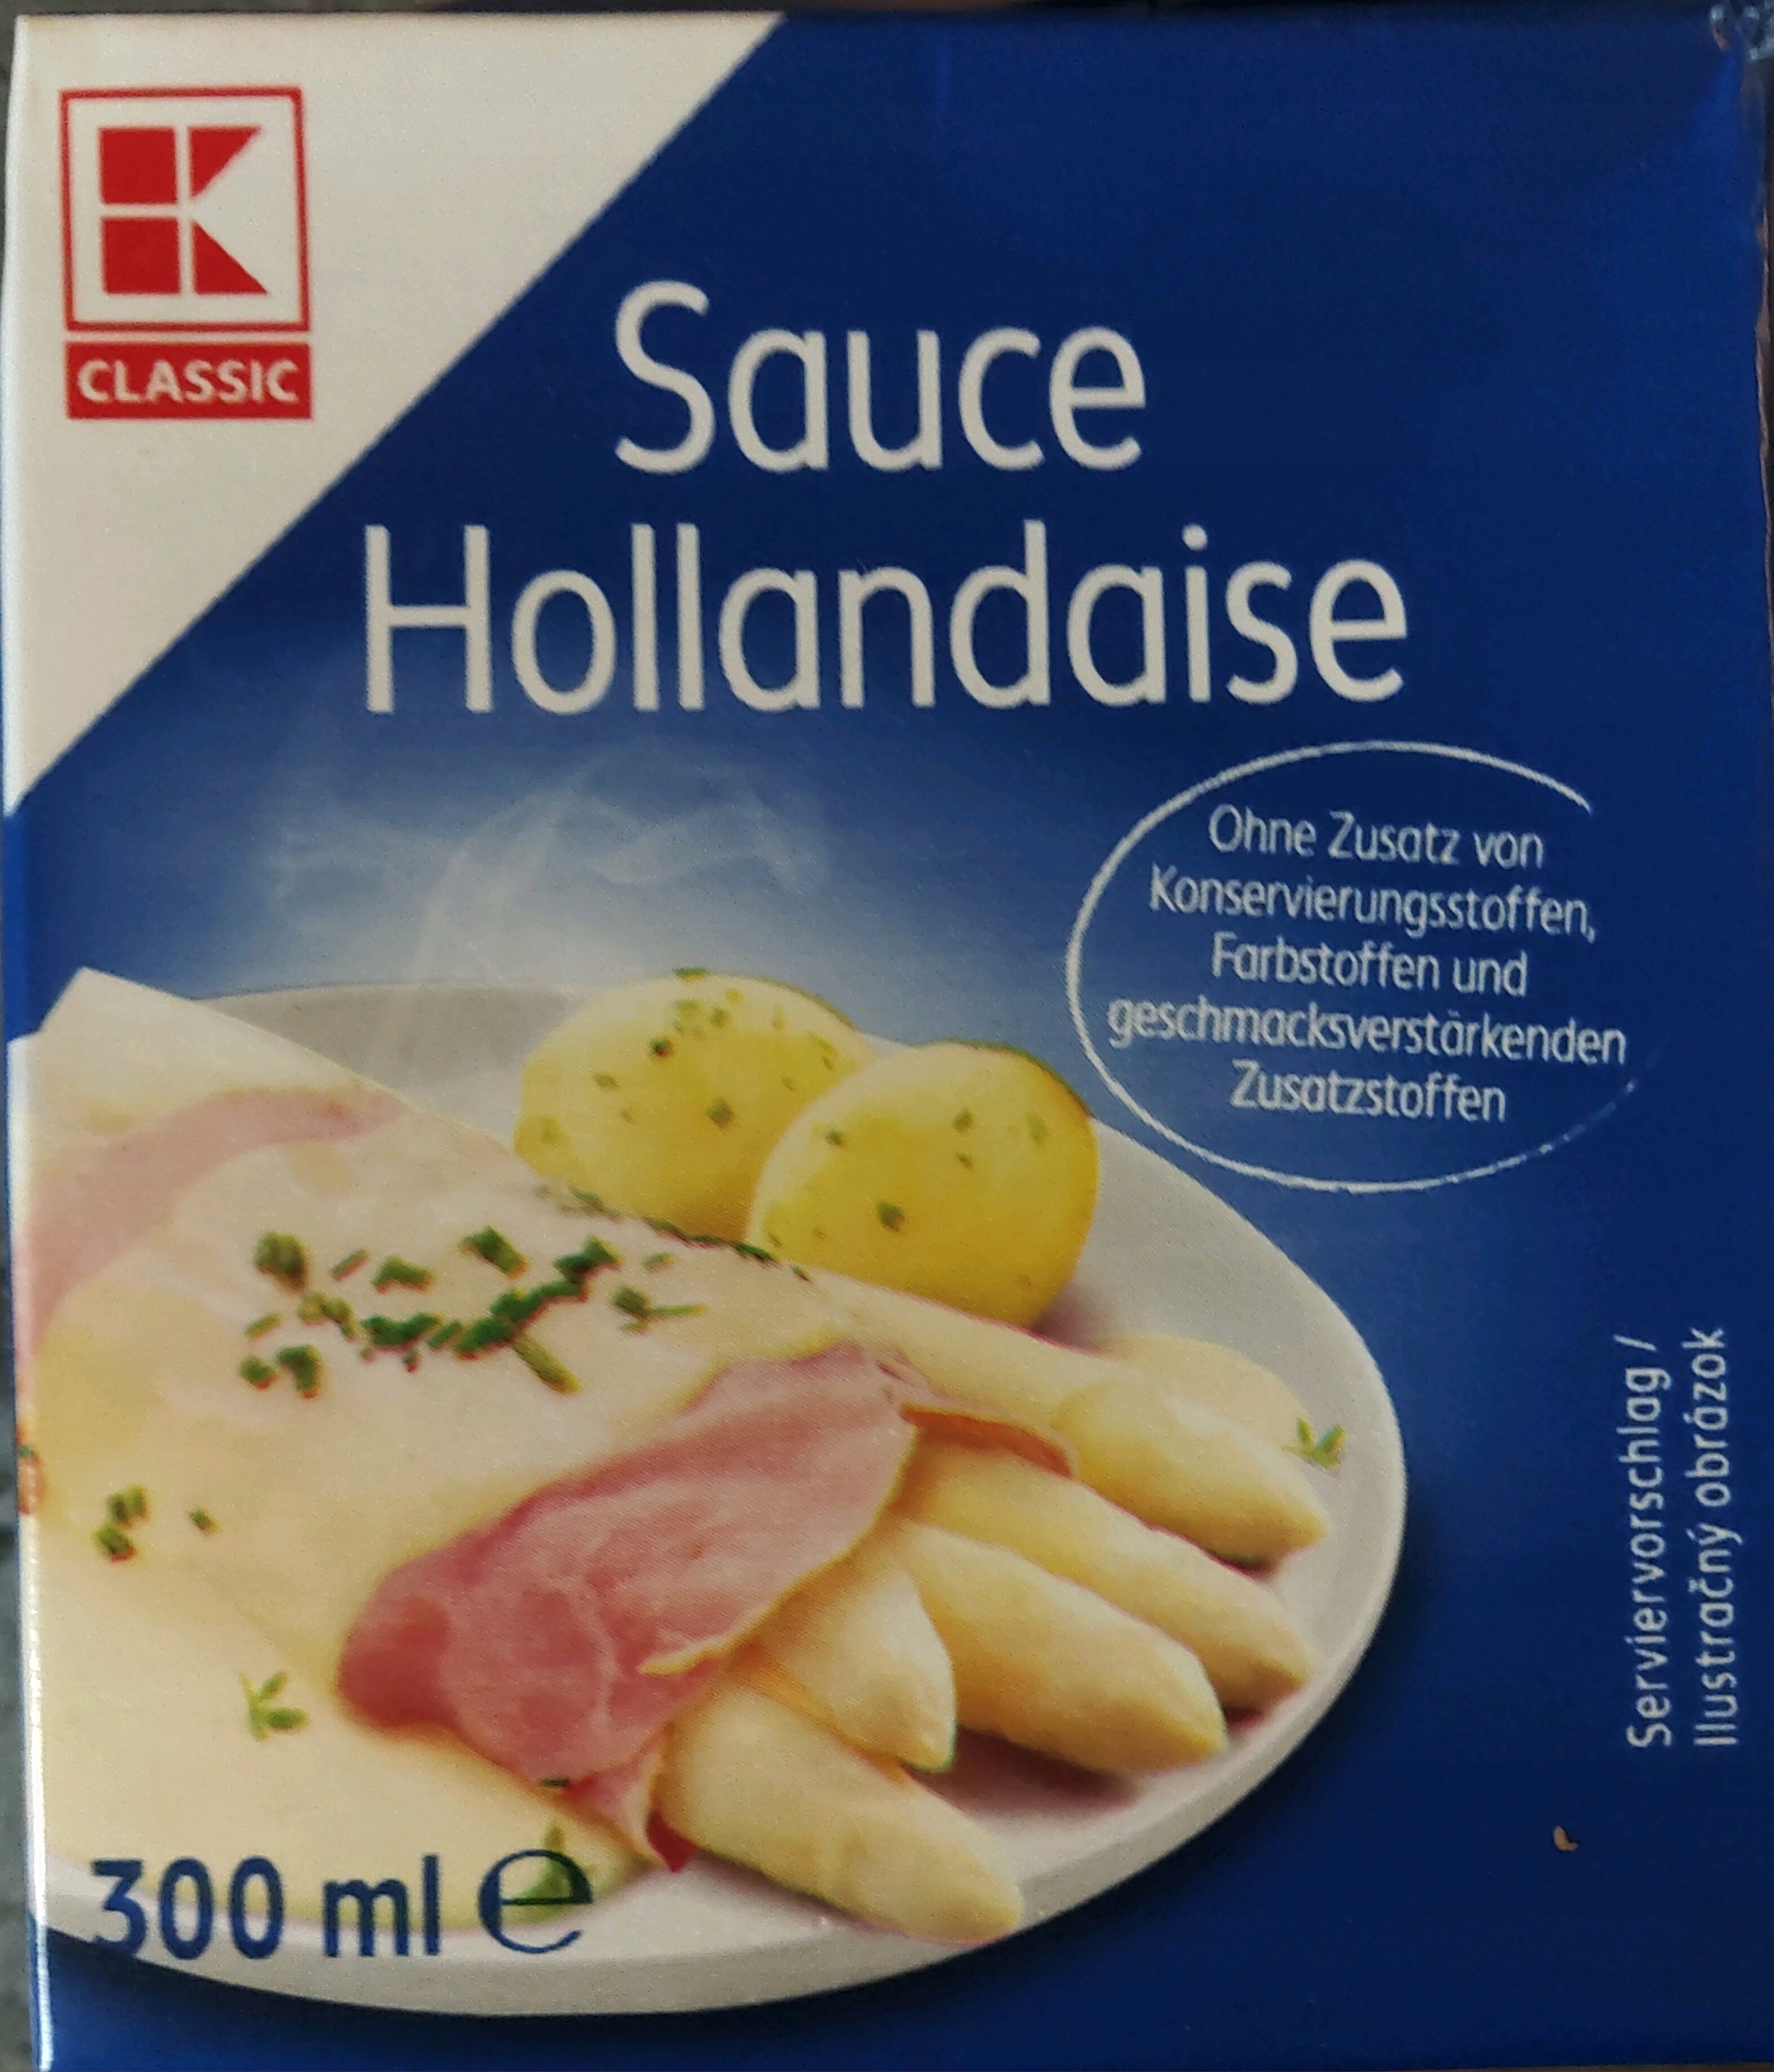 K
CLASSIC
Sauce
Hollandaise
Ohne Zusatz von
Konservierungsstoffen,
Farbstoffen und
geschmacksverstärkenden
Zusatzstoffen
Serviervorschlag /
Ilustračný obrázok
300 ml e